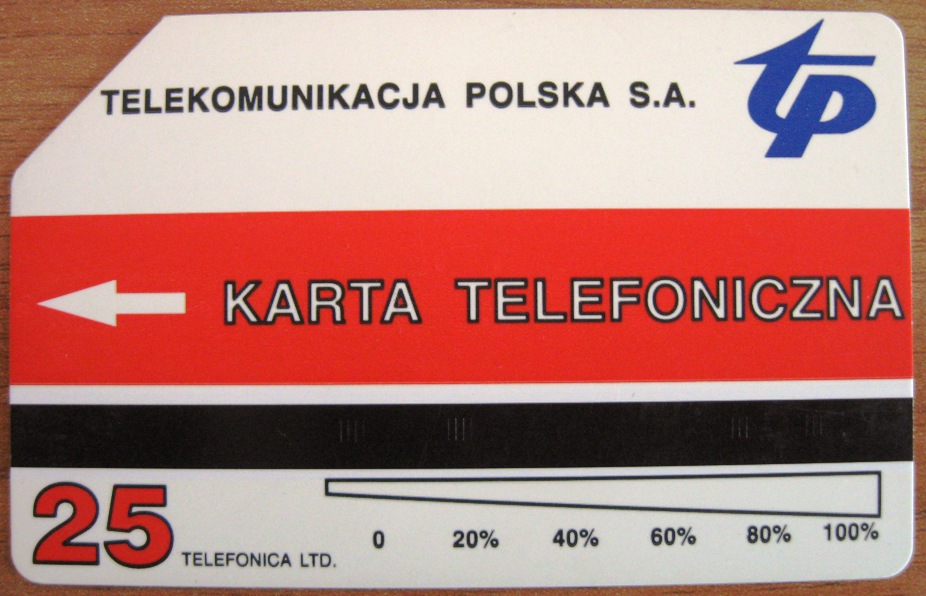 TELEKOMUNIKACJA POLSKA S.A.
tp
KARTA TELEFONICZNA
25
TELEFONICA LTD.
0 20% 40% 60% 80% 100%